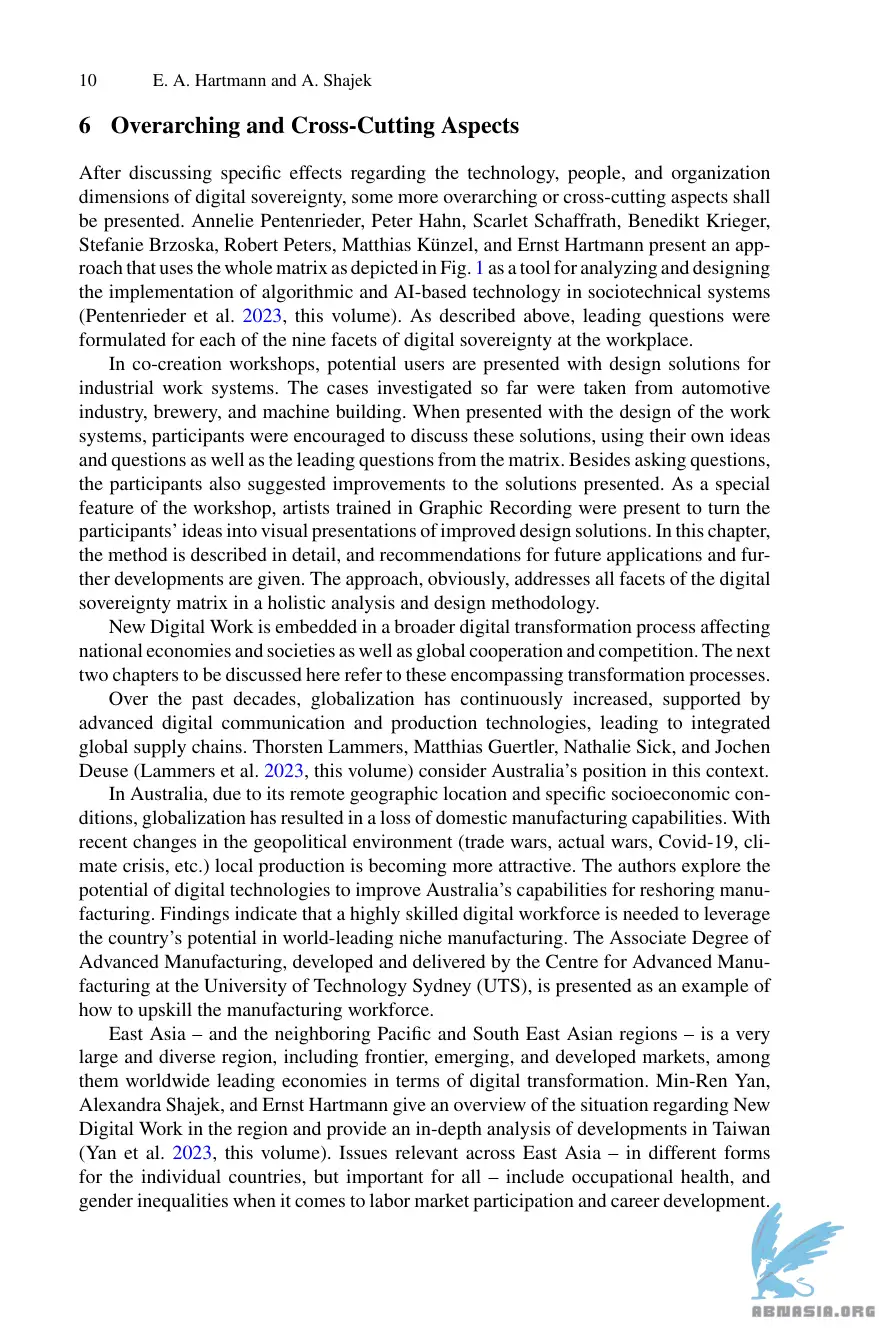 10 E. A. Hartmann and A. Shajek
6 Overarching and Cross-Cutting Aspects
After discussing specific effects regarding the technology, people, and organization
dimensions of digital sovereignty, some more overarching or cross-cutting aspects shall
be presented. Annelie Pentenrieder, Peter Hahn, Scarlet Schaffrath, Benedikt Krieger,
Stefanie Brzoska, Robert Peters, Matthias Künzel, and Ernst Hartmann present an app-
roach that uses the whole matrix as depicted in Fig. 1 as a tool for analyzing and designing
the implementation of algorithmic and AI-based technology in sociotechnical systems
(Pentenrieder et al. 2023, this volume). As described above, leading questions were
formulated for each of the nine facets of digital sovereignty at the workplace.
In co-creation workshops, potential users are presented with design solutions for
industrial work systems. The cases investigated so far were taken from automotive
industry, brewery, and machine building. When presented with the design of the work
systems, participants were encouraged to discuss these solutions, using their own ideas
and questions as well as the leading questions from the matrix. Besides asking questions,
the participants also suggested improvements to the solutions presented. As a special
feature of the workshop, artists trained in Graphic Recording were present to turn the
participants’ ideas into visual presentations of improved design solutions. In this chapter,
the method is described in detail, and recommendations for future applications and fur-
ther developments are given. The approach, obviously, addresses all facets of the digital
sovereignty matrix in a holistic analysis and design methodology.
New Digital Work is embedded in a broader digital transformation process affecting
national economies and societies as well as global cooperation and competition. The next
two chapters to be discussed here refer to these encompassing transformation processes.
Over the past decades, globalization has continuously increased, supported by
advanced digital communication and production technologies, leading to integrated
global supply chains. Thorsten Lammers, Matthias Guertler, Nathalie Sick, and Jochen
Deuse (Lammers et al. 2023, this volume) consider Australia’s position in this context.
In Australia, due to its remote geographic location and specific socioeconomic con-
ditions, globalization has resulted in a loss of domestic manufacturing capabilities. With
recent changes in the geopolitical environment (trade wars, actual wars, Covid-19, cli-
mate crisis, etc.) local production is becoming more attractive. The authors explore the
potential of digital technologies to improve Australia’s capabilities for reshoring manu-
facturing. Findings indicate that a highly skilled digital workforce is needed to leverage
the country’s potential in world-leading niche manufacturing. The Associate Degree of
Advanced Manufacturing, developed and delivered by the Centre for Advanced Manu-
facturing at the University of Technology Sydney (UTS), is presented as an example of
how to upskill the manufacturing workforce.
East Asia – and the neighboring Pacific and South East Asian regions – is a very
large and diverse region, including frontier, emerging, and developed markets, among
them worldwide leading economies in terms of digital transformation. Min-Ren Yan,
Alexandra Shajek, and Ernst Hartmann give an overview of the situation regarding New
Digital Work in the region and provide an in-depth analysis of developments in Taiwan
(Yan et al. 2023, this volume). Issues relevant across East Asia – in different forms
for the individual countries, but important for all – include occupational health, and
gender inequalities when it comes to labor market participation and career development.
ABNASIA.ORG